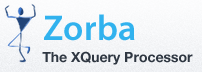 Zorba
The XQuery Processor